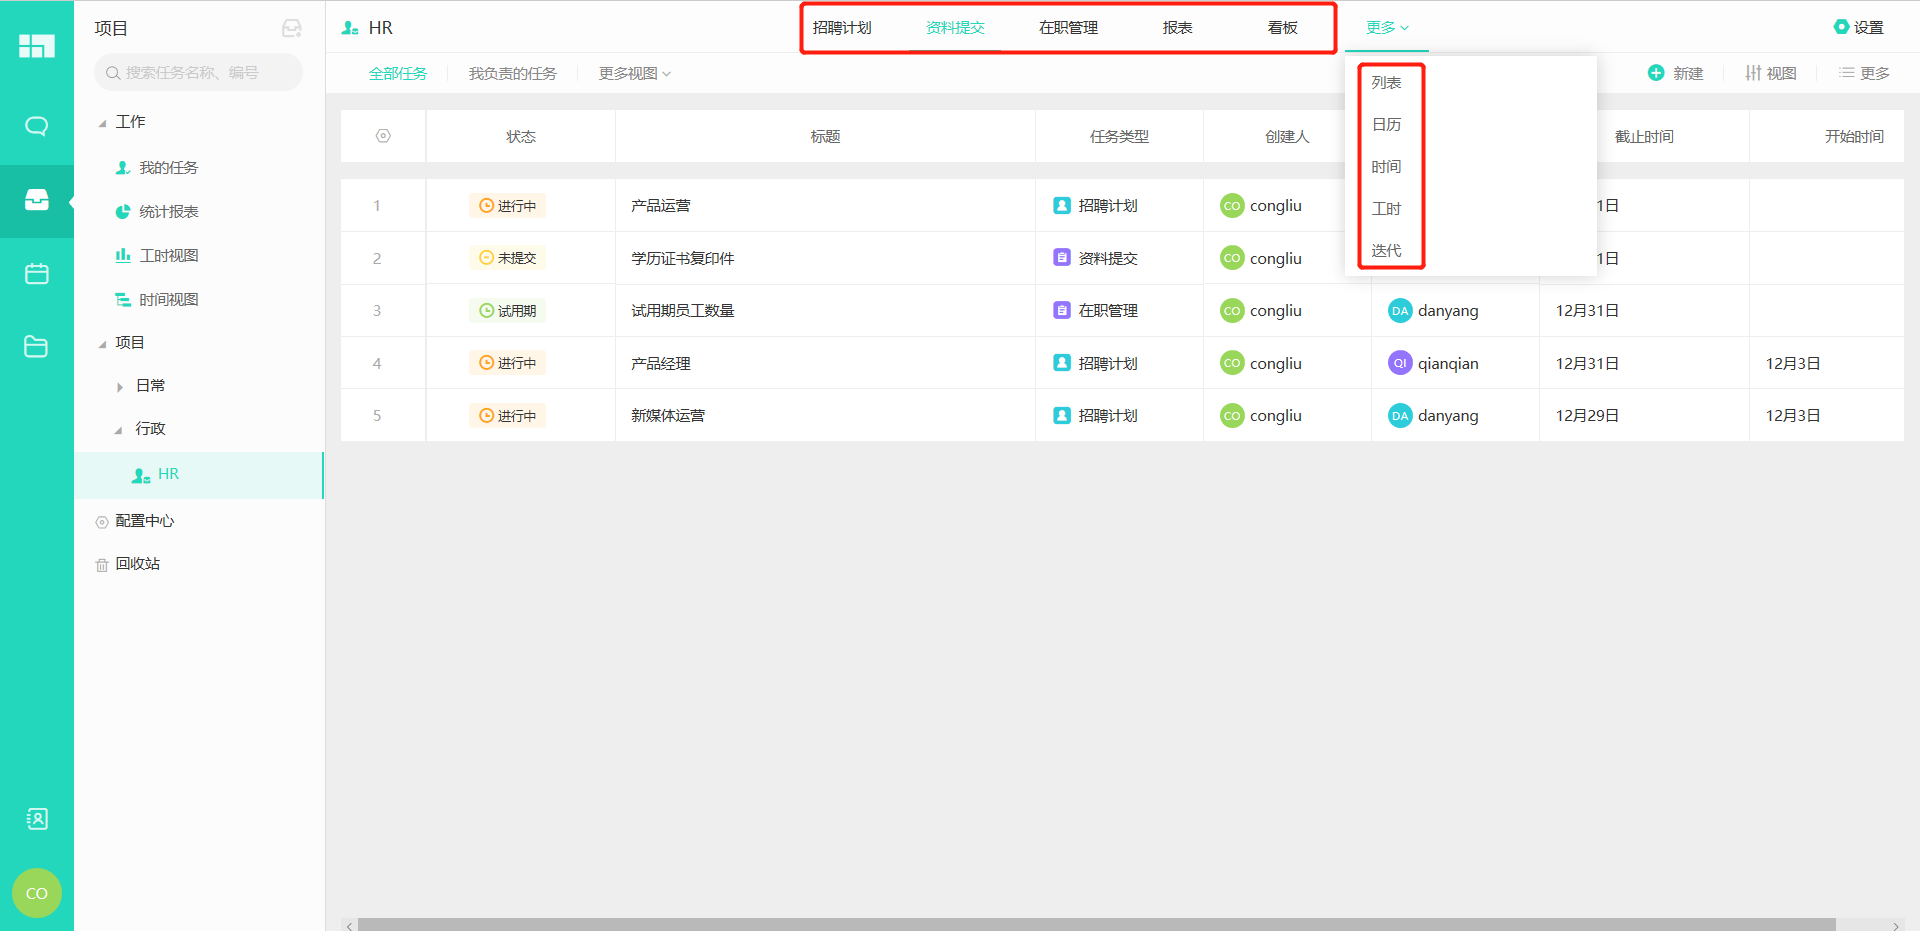 项目
搜索任务名称、编号
工作
我的任务
统计报表
工时视图
时间视图
项目
日常
行政
HR
配置中心
回收站
CO
HR
招聘计划 资料提交 在职管理 报表 看板 更多 设置
全部任务 我负责的任务 更多视图 新建 视图 更多
列表
日历
时间
工时
迭代
状态 标题 任务类型 创建人 截止时间 开始时间
1 进行中 产品运营 招聘计划 CO congliu 1日
2 未提交 学历证书复印件 资料提交 CO congliu 1日
3 试用期 试用期员工数量 在职管理 CO congliu DA danyang 12月31日
4 进行中 产品经理 招聘计划 CO congliu QI qianqian 12月31日 12月3日
5 进行中 新媒体运营 招聘计划 CO congliu DA danyang 12月29日 12月3日